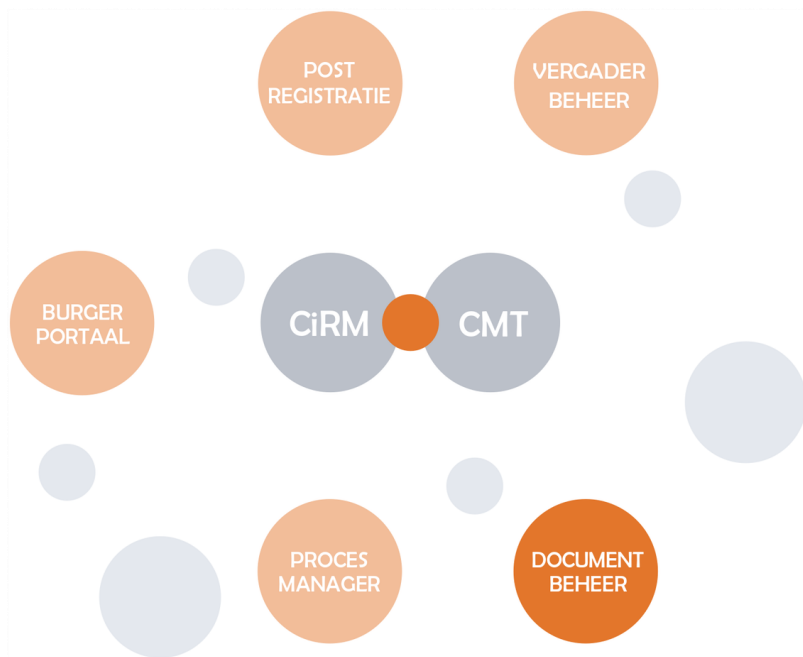 POST
REGISTRATIE
VERGADER
BEHEER
BURGER
PORTAAL
CiRM
CMT
PROCES
MANAGER
DOCUMENT
BEHEER